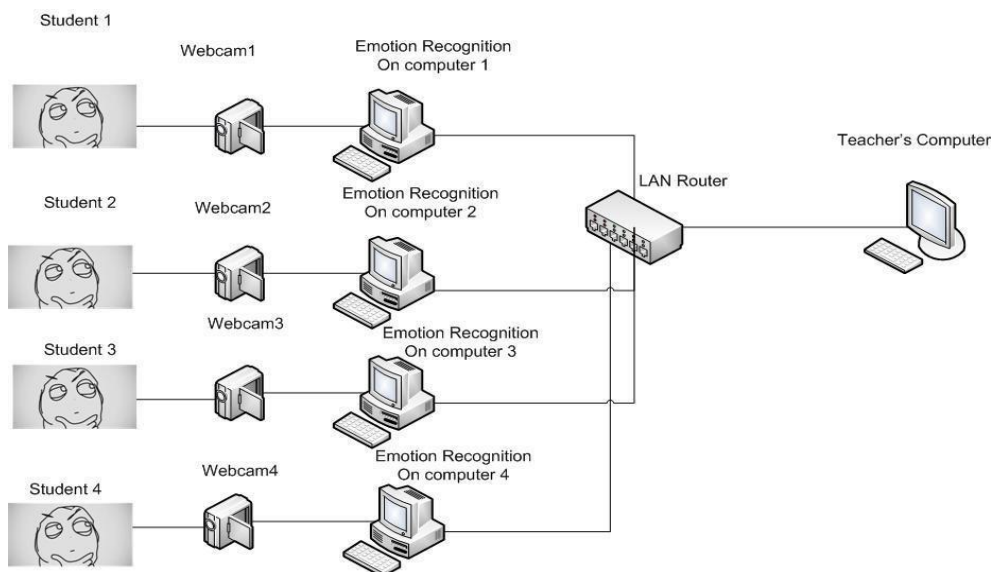 Student 1
Webcam1
Emotion Recognition
On computer 1
Teacher's Computer
LAN Router
Student 2
Webcam2
Emotion Recognition
On computer 2
Webcam3
Student 3
Emotion Recognition
On computer 3
Webcam4
Emotion Recognition
On computer 4
Student 4